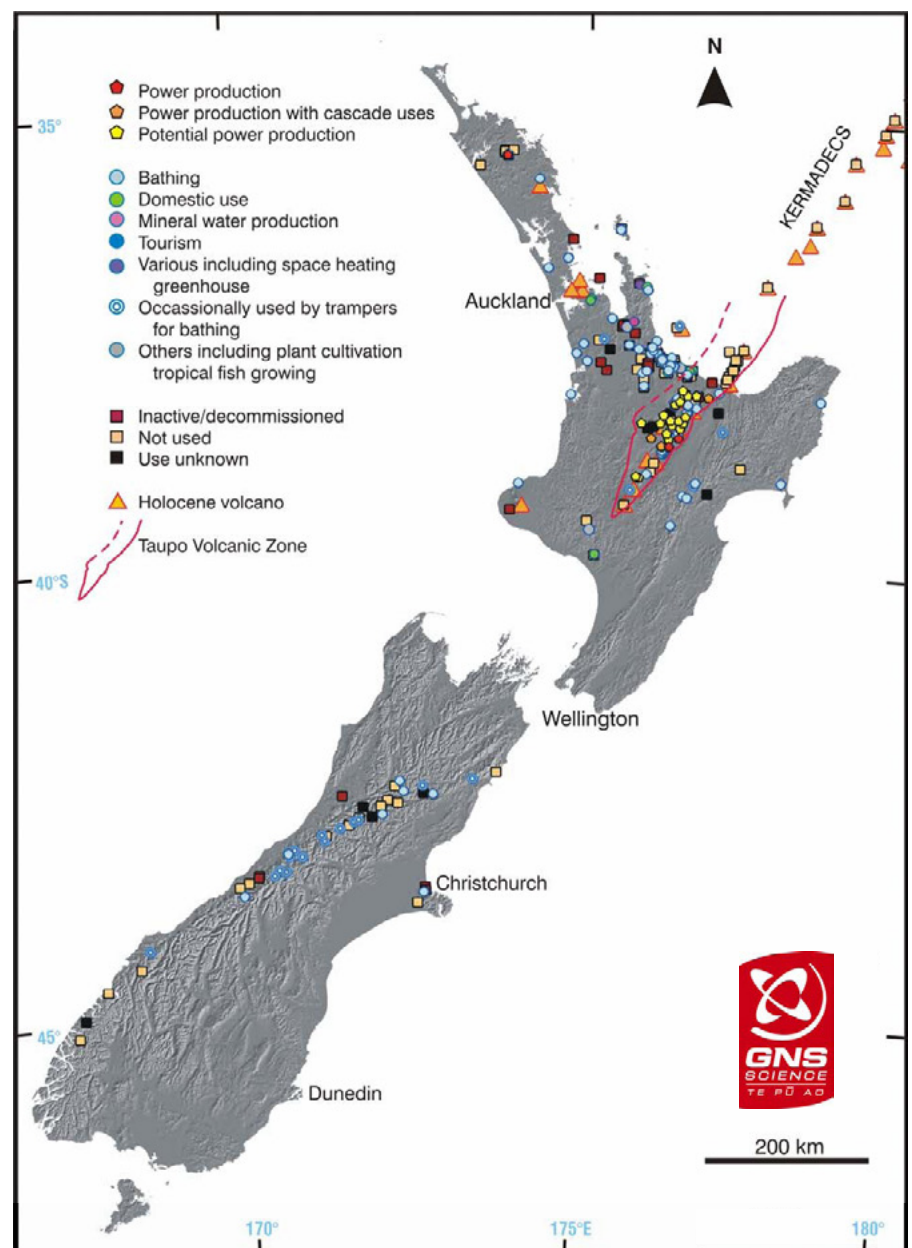 N
Power production
Power production with cascade uses
Potential power production
35°
KERMADECS
Bathing
Domestic use
Mineral water production
Tourism
Various including space heating
greenhouse
Occassionally used by trampers
for bathing
Others including plant cultivation
tropical fish growing
Auckland
Inactive/decommissioned
Not used
Use unknown
Holocene volcano
Taupo Volcanic Zone
40°S
Wellington
Christchurch
45°
GNS
SCIENCE
TE PŪ AO
Dunedin
200 km
170°
175°E
180°